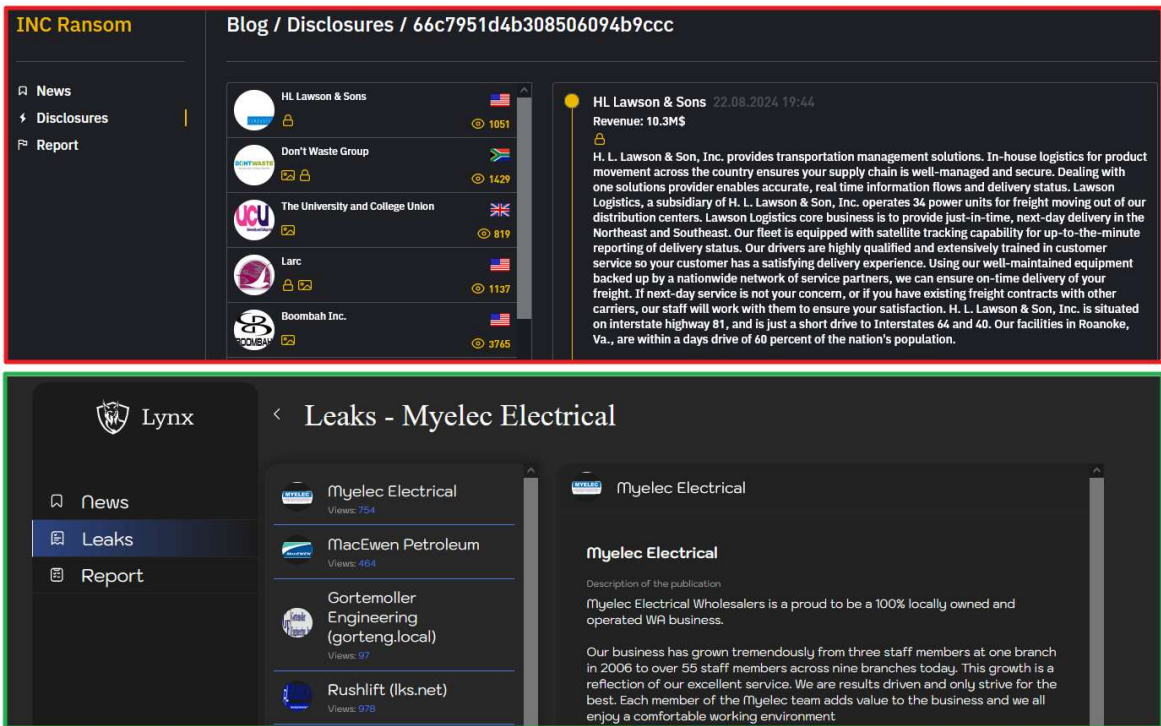 INC Ransom
Blog / Disclosures / 66c7951d4b308506094b9ccc
News
Disclosures
Report
HL Lawson & Sons
1051
Don't Waste Group
1429
The University and College Union
819
Larc
1137
Boombah Inc.
3765
HL Lawson & Sons 22.08.2024 19:44
Revenue: 10.3M$
H. L. Lawson & Son, Inc. provides transportation management solutions. In-house logistics for product
movement across the country ensures your supply chain is well-managed and secure. Dealing with
one solutions provider enables accurate, real time information flows and delivery status. Lawson
Logistics, a subsidiary of H. L. Lawson & Son, Inc. operates 34 power units for freight moving out of our
distribution centers. Lawson Logistics core business is to provide just-in-time, next-day delivery in the
Northeast and Southeast. Our fleet is equipped with satellite tracking capability for up-to-the-minute
reporting of delivery status. Our drivers are highly qualified and extensively trained in customer
service so your customer has a satisfying delivery experience. Using our well-maintained equipment
backed up by a nationwide network of service partners, we can ensure on-time delivery of your
freight. If next-day service is not your concern, or if you have existing freight contracts with other
carriers, our staff will work with them to ensure your satisfaction. H. L. Lawson & Son, Inc. is situated
on interstate highway 81, and is just a short drive to Interstates 64 and 40. Our facilities in Roanoke,
Va., are within a days drive of 60 percent of the nation's population.
Lynx
Leaks - Myelec Electrical
News
Leaks
Report
Myelec Electrical
Views: 754
MacEwen Petroleum
Views: 464
Gortemoller
Engineering
(gorteng.local)
Views: 97
Rushlift (lks.net)
Views: 978
Myelec Electrical
Myelec Electrical
Description of the publication
Myelec Electrical Wholesalers is a proud to be a 100% locally owned and
operated WA business.
Our business has grown tremendously from three staff members at one branch
in 2006 to over 55 staff members across nine branches today. This growth is a
reflection of our excellent service. We are results driven and only strive for the
best. Each member of the Myelec team adds value to the business and we all
enjoy a comfortable working environment